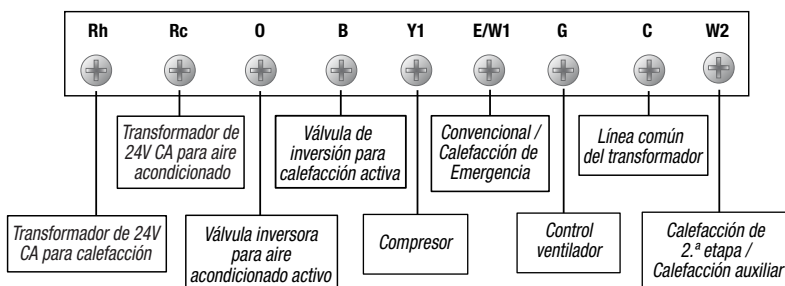 Rh Rc O B Y1 E/W1 G C W2
Transformador de
24V CA para aire
acondicionado
Válvula de
inversión para
calefacción activa
Convencional /
Calefacción de
Emergencia
Línea común
del transformador
Transformador de 24V
CA para calefacción
Válvula inversora
para aire
acondicionado activo
Compresor
Control
ventilador
Calefacción de
2.ª etapa /
Calefacción auxiliar